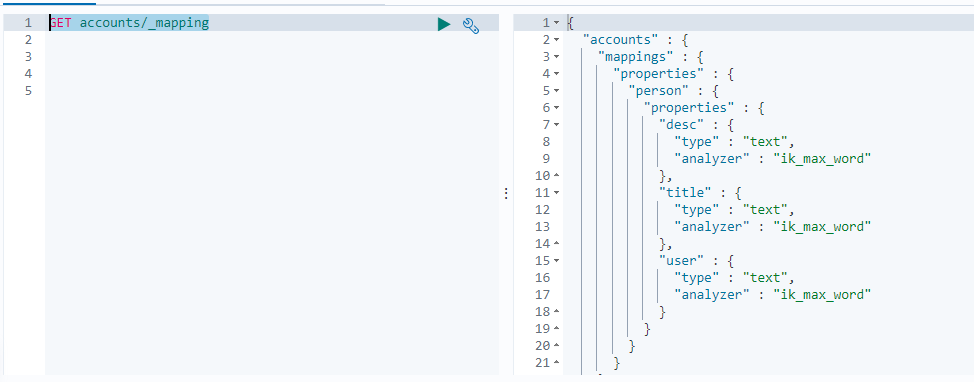 1 GET accounts/_mapping
2
3
4
5
1 {
2 "accounts" : {
3 "mappings" : {
4 "properties" : {
5 "person" : {
6 "properties" : {
7 "desc" : {
8 "type" : "text",
9 "analyzer" : "ik_max_word"
10 },
11 "title" : {
12 "type" : "text",
13 "analyzer" : "ik_max_word"
14 },
15 "user" : {
16 "type" : "text",
17 "analyzer" : "ik_max_word"
18 }
19 }
20 }
21 }